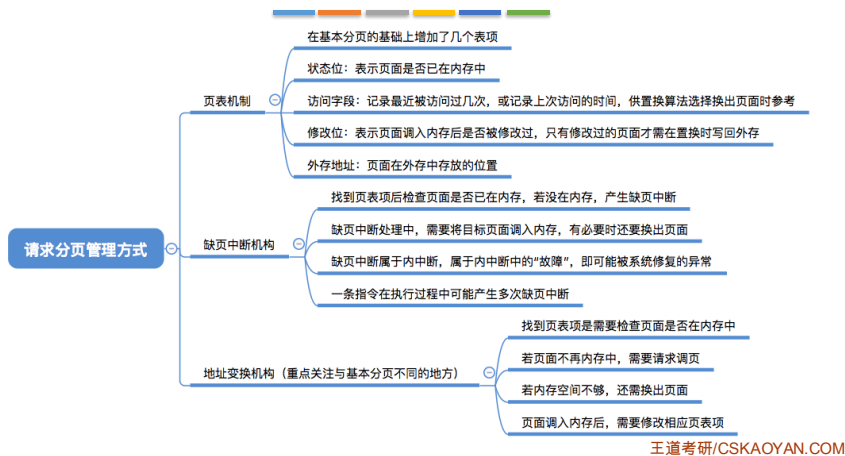 在基本分页的基础上增加了几个表项
状态位：表示页面是否已在内存中
页表机制
访问字段：记录最近被访问过几次，或记录上次访问的时间，供置换算法选择换出页面时参考
修改位：表示页面调入内存后是否被修改过，只有修改过的页面才需在置换时写回外存
外存地址：页面在外存中存放的位置
找到页表项后检查页面是否已在内存，若没在内存，产生缺页中断
缺页中断处理中，需要将目标页面调入内存，有必要时还要换出页面
请求分页管理方式
缺页中断机构
缺页中断属于内中断，属于内中断中的“故障”，即可能被系统修复的异常
一条指令在执行过程中可能产生多次缺页中断
找到页表项是需要检查页面是否在内存中
若页面不再内存中，需要请求调页
地址变换机构（重点关注与基本分页不同的地方）
若内存空间不够，还需换出页面
页面调入内存后，需要修改相应页表项
王道考研/CSKAOYAN.COM